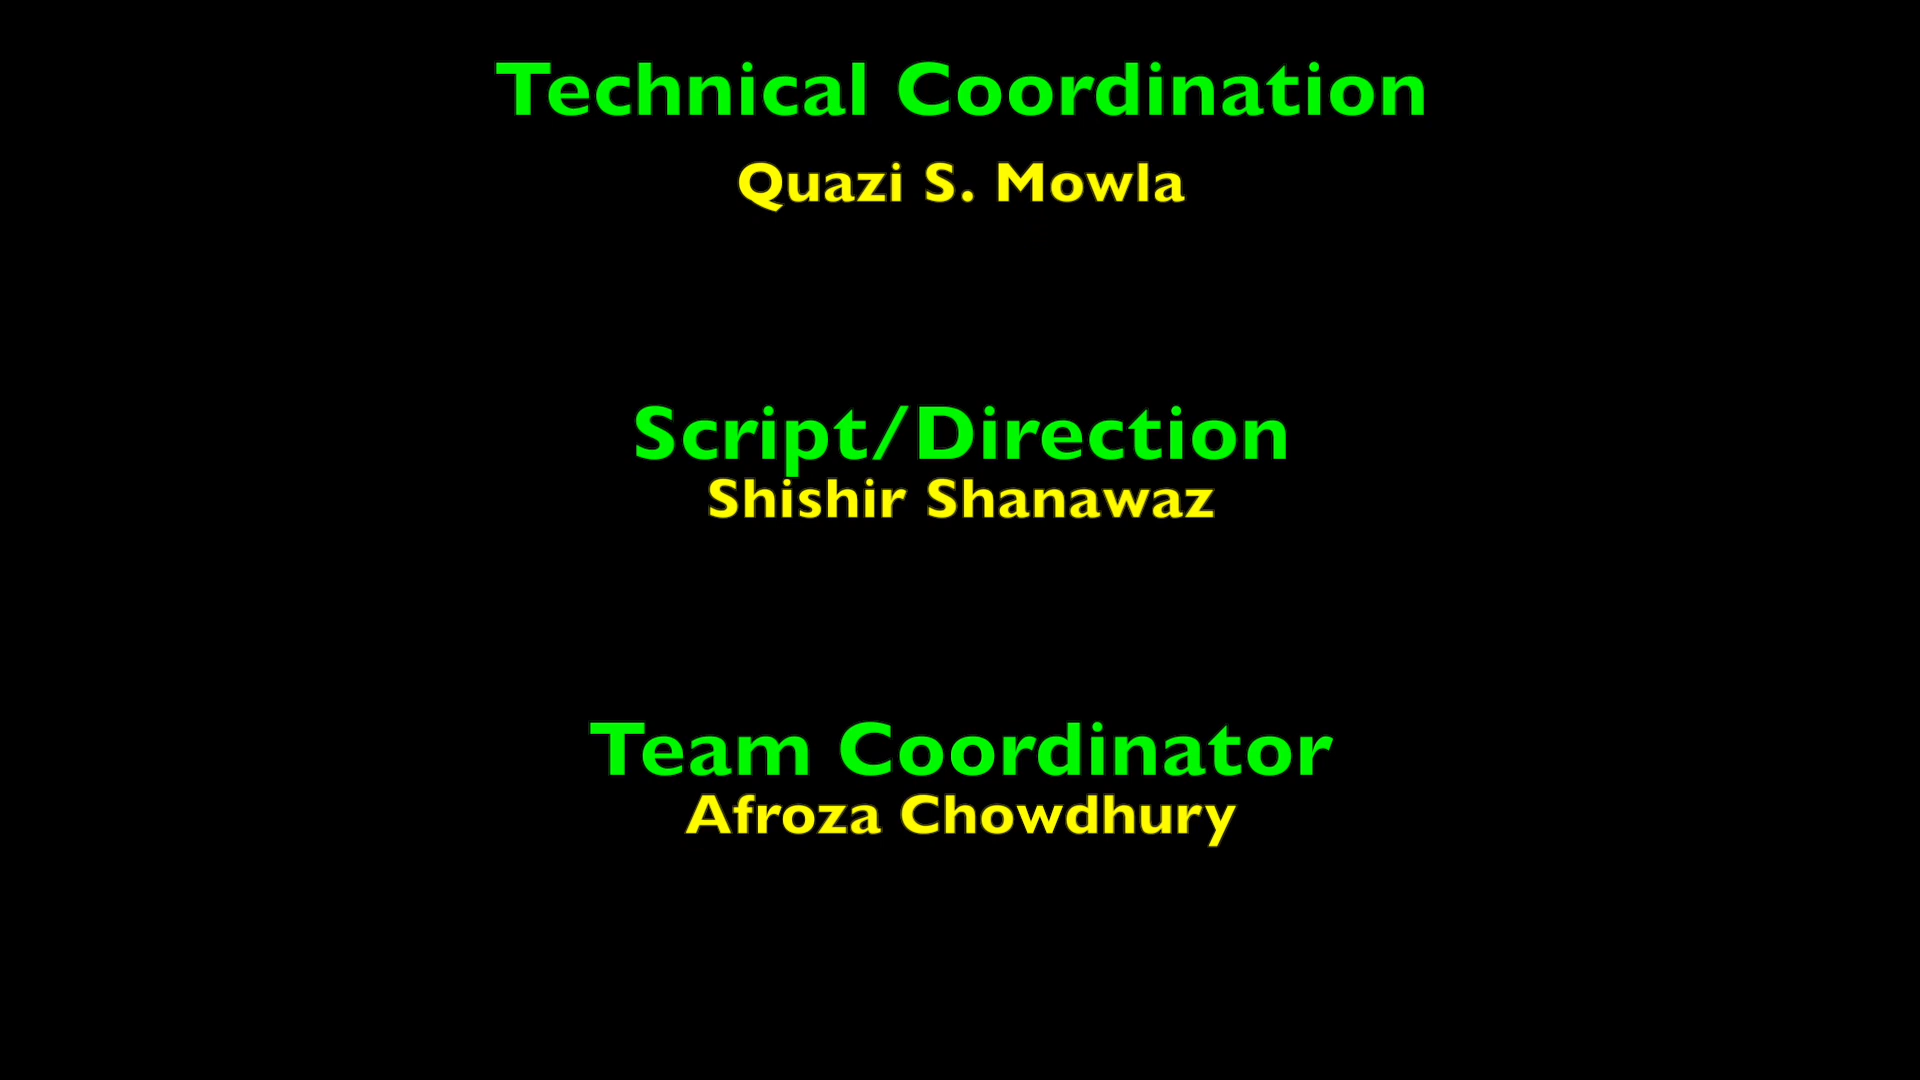 Technical Coordination
Quazi S. Mowla
Script/Direction
Shishir Shanawaz
Team Coordinator
Afroza Chowdhury